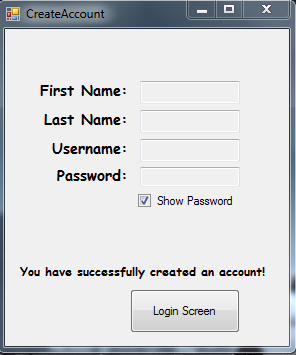 CreateAccount
First Name:
Last Name:
Username:
Password:
Show Password
You have successfully created an account!
Login Screen